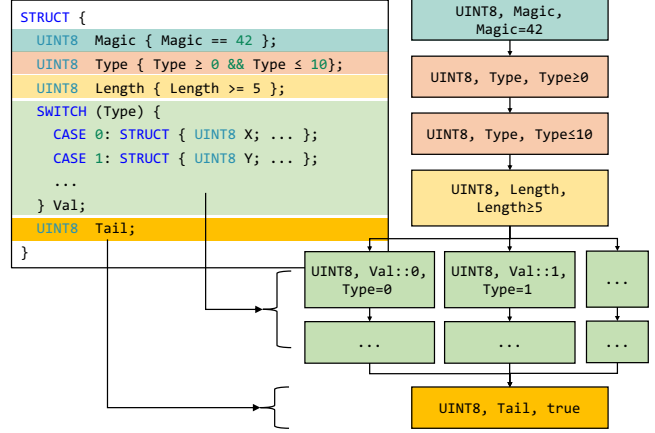 STRUCT {
UINT8 Magic { Magic == 42 };
UINT8 Type { Type ≥ 0 && Type ≤ 10};
UINT8 Length { Length >= 5 };
SWITCH (Type) {
CASE 0: STRUCT { UINT8 X; ... };
CASE 1: STRUCT { UINT8 Y; ... };
...
} Val;
UINT8 Tail;
}
UINT8, Magic,
Magic=42
UINT8, Type, Type≥0
UINT8, Type, Type≤10
UINT8, Length,
Length≥5
UINT8, Val::0,
Type=0
UINT8, Val::1,
Type=1
...
...
...
...
UINT8, Tail, true